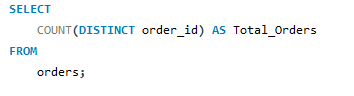 SELECT
COUNT(DISTINCT order_id) AS Total_Orders
FROM
orders;